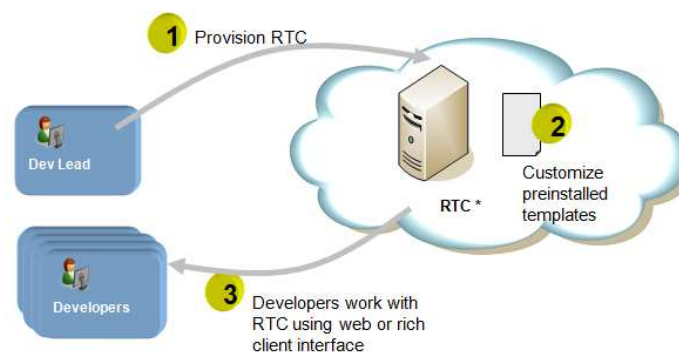 1 Provision RTC
Dev Lead
2
Customize
preinstalled
templates
RTC *
Developers
3 Developers work with
RTC using web or rich
client interface